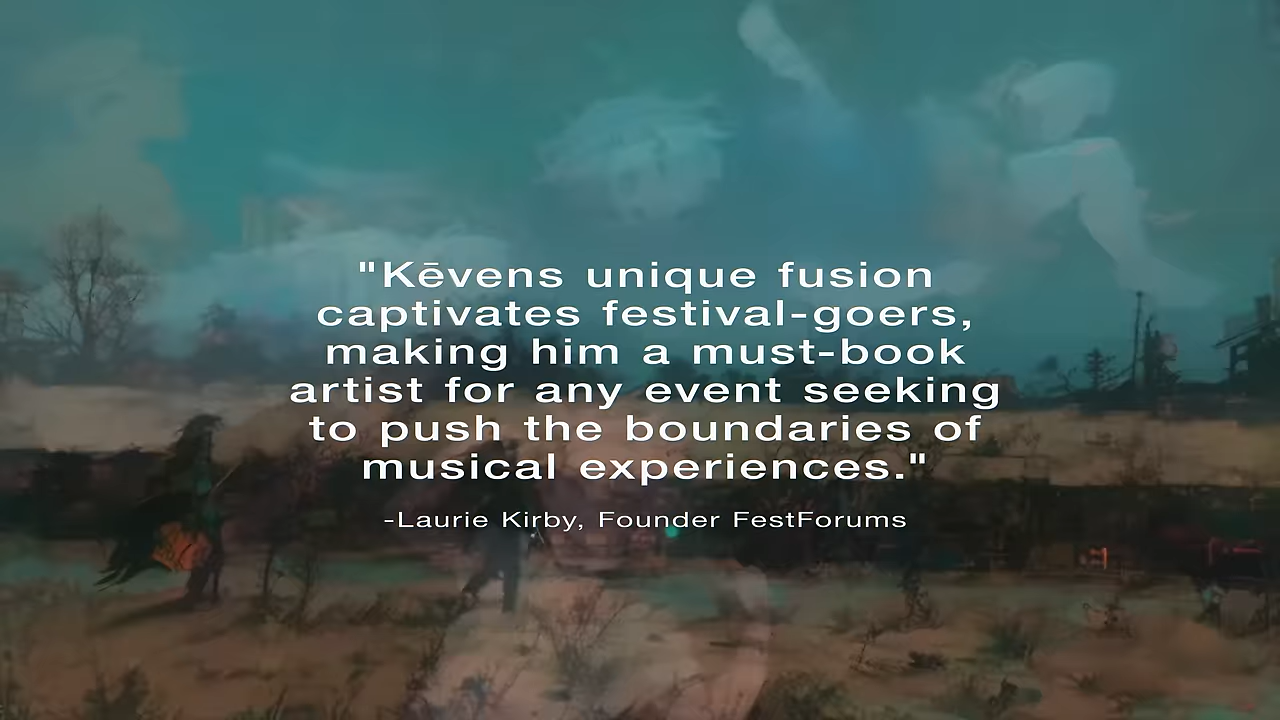 "Kēvens unique fusion
captivates festival-goers,
making him a must-book
artist for any event seeking
to push the boundaries of
musical experiences."
-Laurie Kirby, Founder FestForums